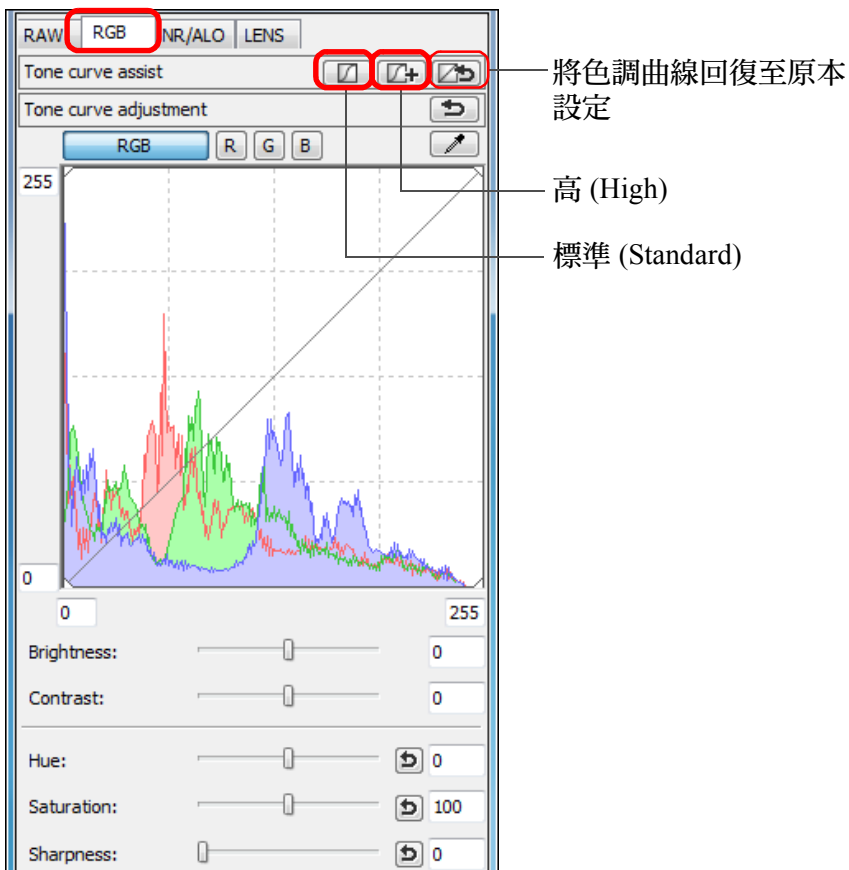 RAW RGB NR/ALO LENS
Tone curve assist
將色調曲線回復至原本
設定
Tone curve adjustment
RGB R G B
255
高 (High)
標準 (Standard)
0
0 255
Brightness: 0
Contrast: 0
Hue: 0
Saturation: 100
Sharpness: 0